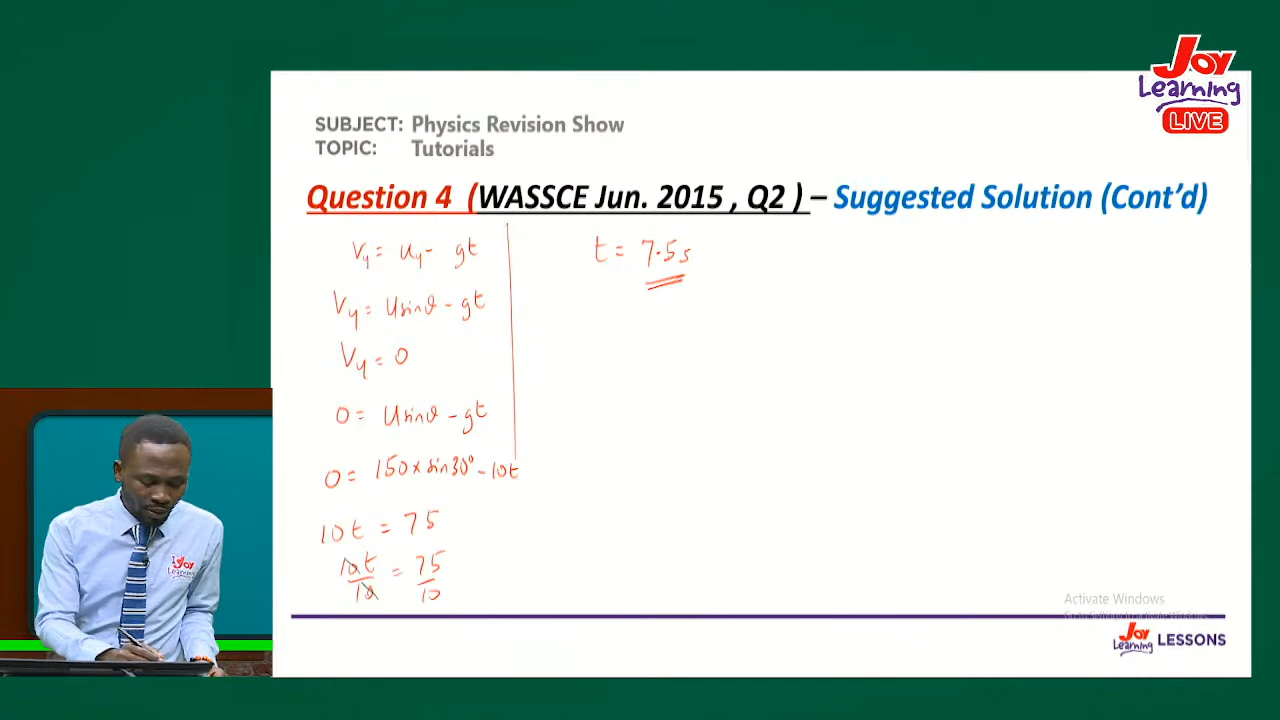 Joy
Learning
LIVE
SUBJECT: Physics Revision Show
TOPIC: Tutorials
Question 4 (WASSCE Jun. 2015 , Q2 ) – Suggested Solution (Cont'd)
Vy = uy - gt
Vy = Usinθ - gt
Vy = 0
0 = Usinθ - gt
0 = 150 × sin30° - 10t
10t = 75
10t/10 = 75/10
t = 7.5s
Joy
Learning
Activate Windows
Joy
Learning LESSONS